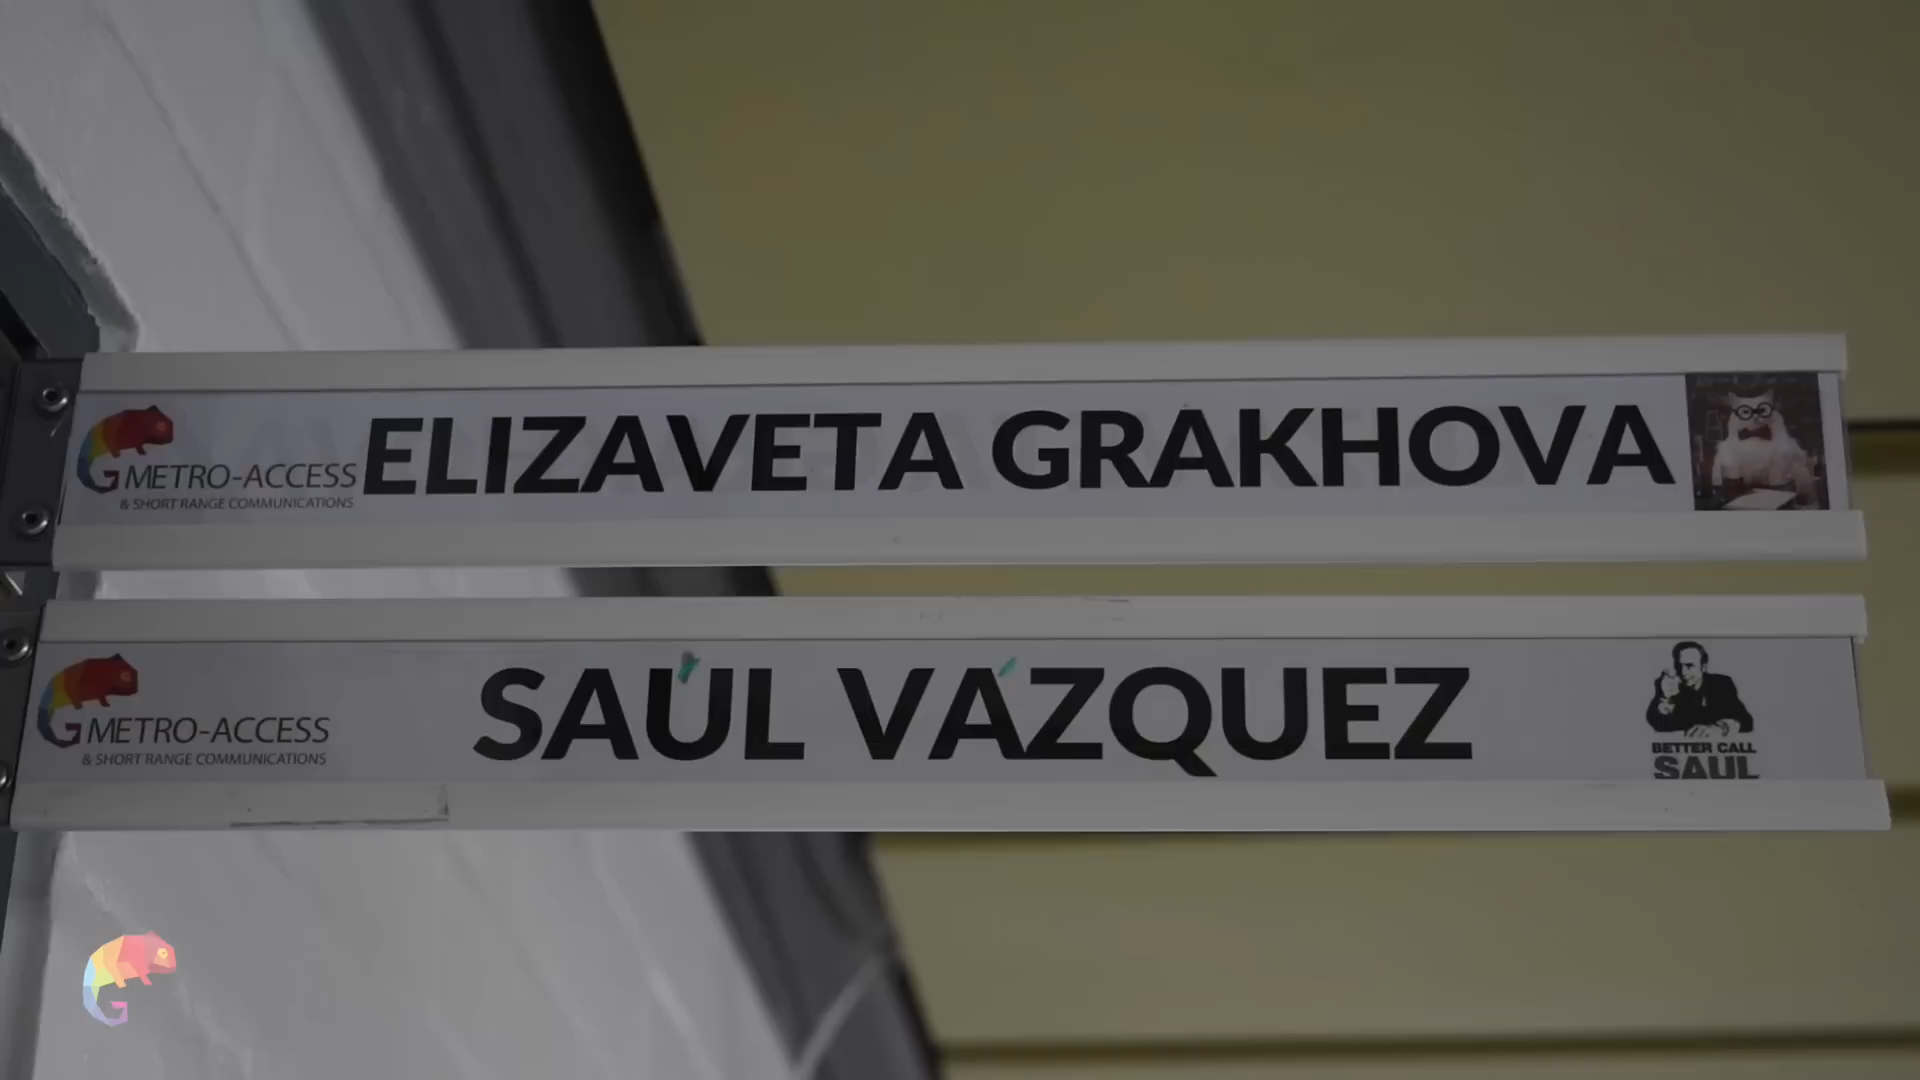 METRO-ACCESS
& SHORT RANGE COMMUNICATIONS
ELIZAVETA GRAKHOVA
METRO-ACCESS
& SHORT RANGE COMMUNICATIONS
SAÚL VÁZQUEZ
BETTER CALL
SAUL